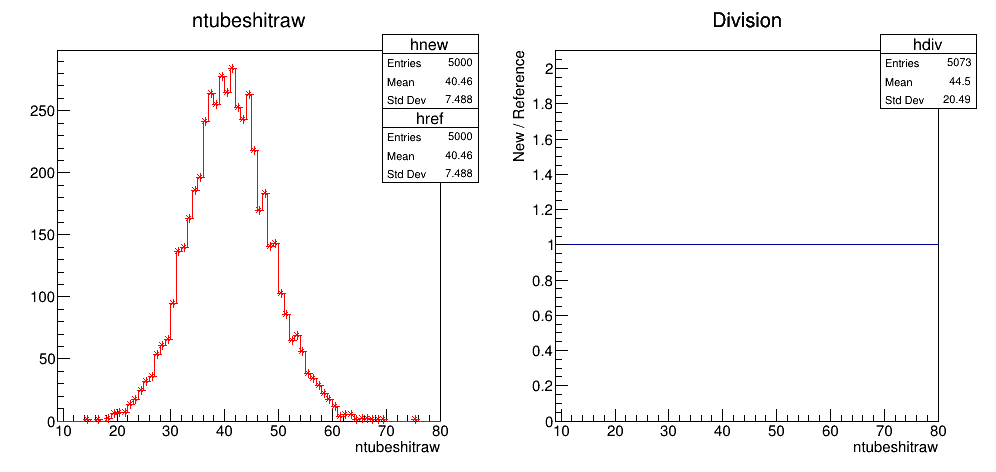 ntubeshitraw
hnew
Entries 5000
Mean 40.46
Std Dev 7.488
href
Entries 5000
Mean 40.46
Std Dev 7.488
250
200
150
100
50
0
10 20 30 40 50 60 70 80
ntubeshitraw
Division
hdiv
Entries 5073
Mean 44.5
Std Dev 20.49
New / Reference
2
1.8
1.6
1.4
1.2
1
0.8
0.6
0.4
0.2
0
10 20 30 40 50 60 70 80
ntubeshitraw